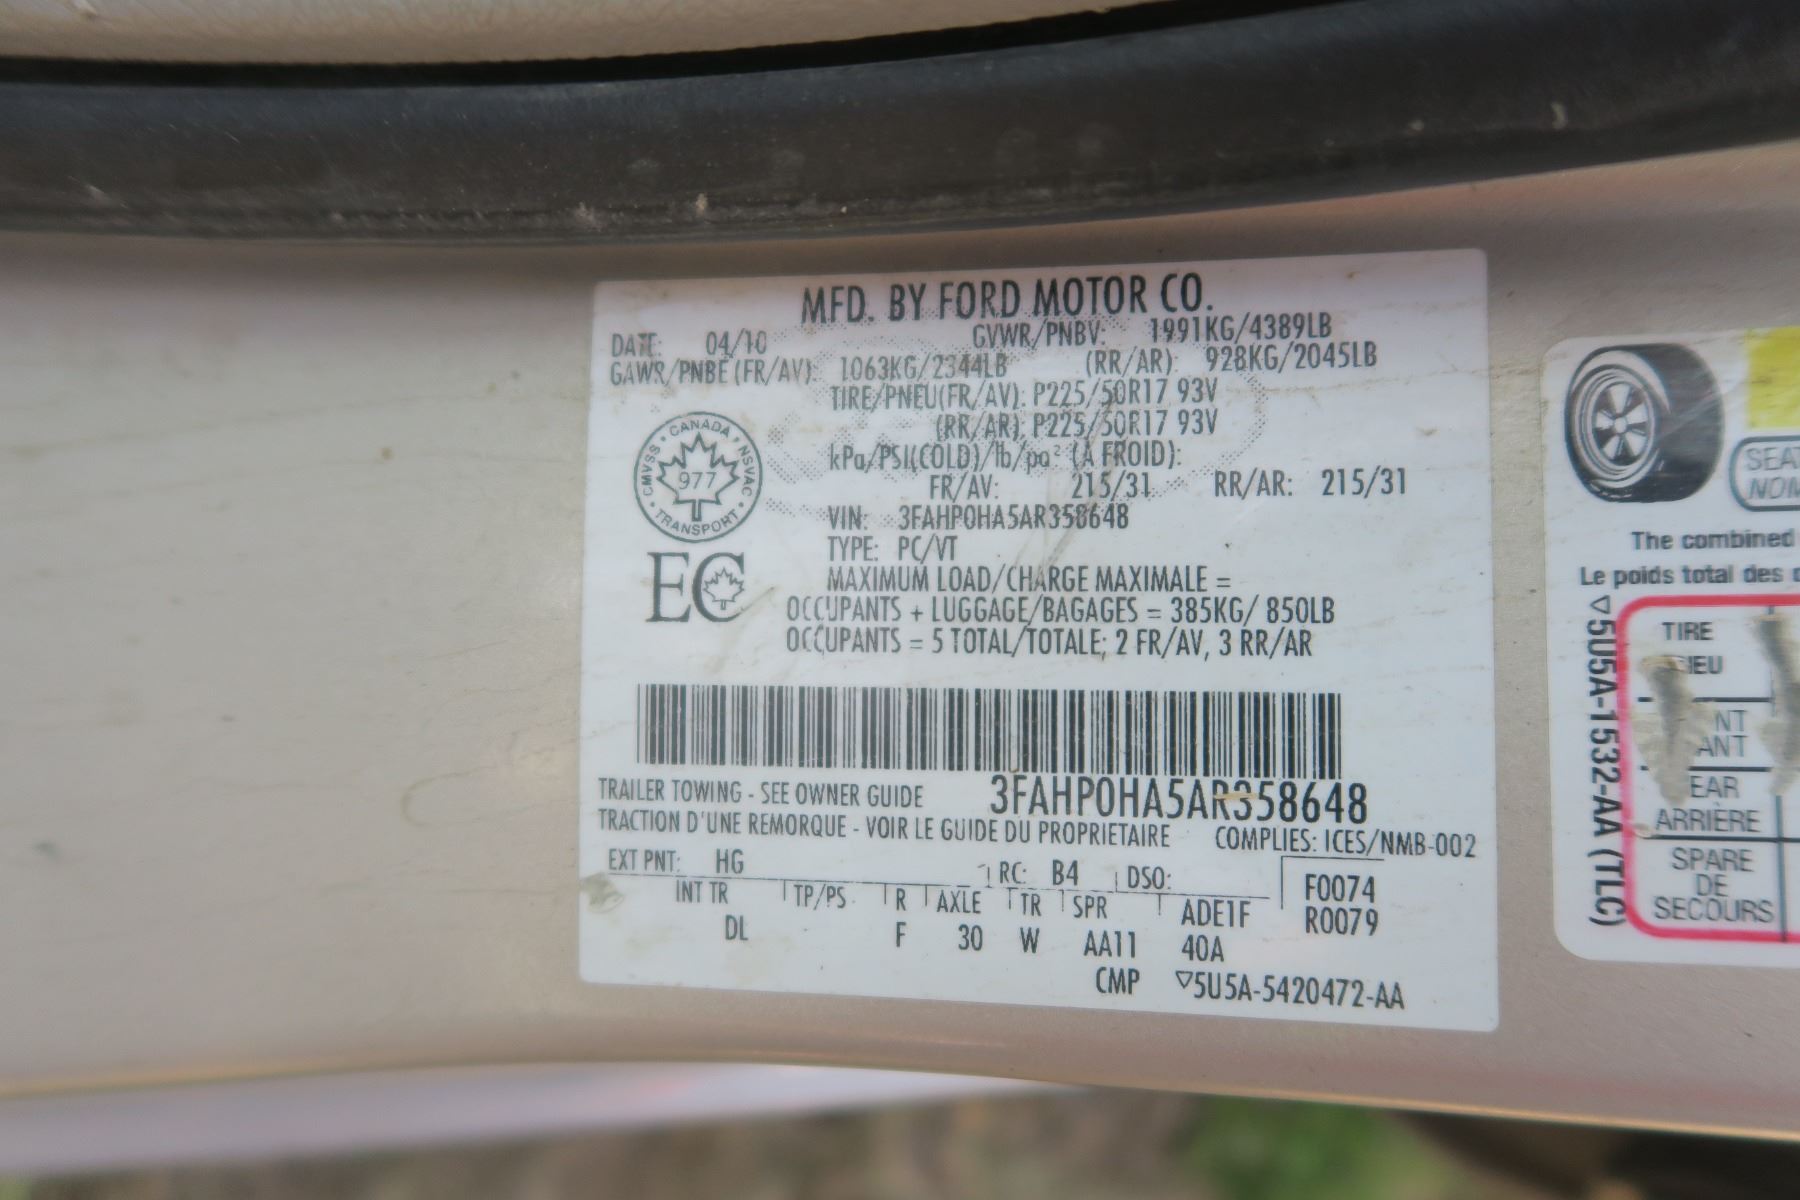 MFD. BY FORD MOTOR CO.
DATE: 04/10 GVWR/PNBV: 1991KG/4389LB
GAWR/PNBE (FR/AV): 1063KG/2344LB (RR/AR): 928KG/2045LB
TIRE/PNEU(FR/AV): P225/50R17 93V
(RR/AR): P225/50R17 93V
kPa/PSI(COLD)/lb/po² (À FROID):
FR/AV: 215/31 RR/AR: 215/31
VIN: 3FAHP0HA5AR358648
TYPE: PC/VT
MAXIMUM LOAD/CHARGE MAXIMALE =
OCCUPANTS + LUGGAGE/BAGAGES = 385KG/ 850LB
OCCUPANTS = 5 TOTAL/TOTALE; 2 FR/AV, 3 RR/AR
CANADA
CMVSS • NSVAC
977
TRANSPORT
EC
TRAILER TOWING - SEE OWNER GUIDE 3FAHP0HA5AR358648
TRACTION D'UNE REMORQUE - VOIR LE GUIDE DU PROPRIETAIRE COMPLIES: ICES/NMB-002
EXT PNT: HG RC: B4 DSO: F0074
INT TR TP/PS R AXLE TR SPR ADE1F R0079
DL F 30 W AA11 40A
CMP ▽5U5A-5420472-AA
The combined
Le poids total des
▽5U5A-1532-AA (TLC)
TIRE
ARRIÈRE
SPARE
DE
SECOURS